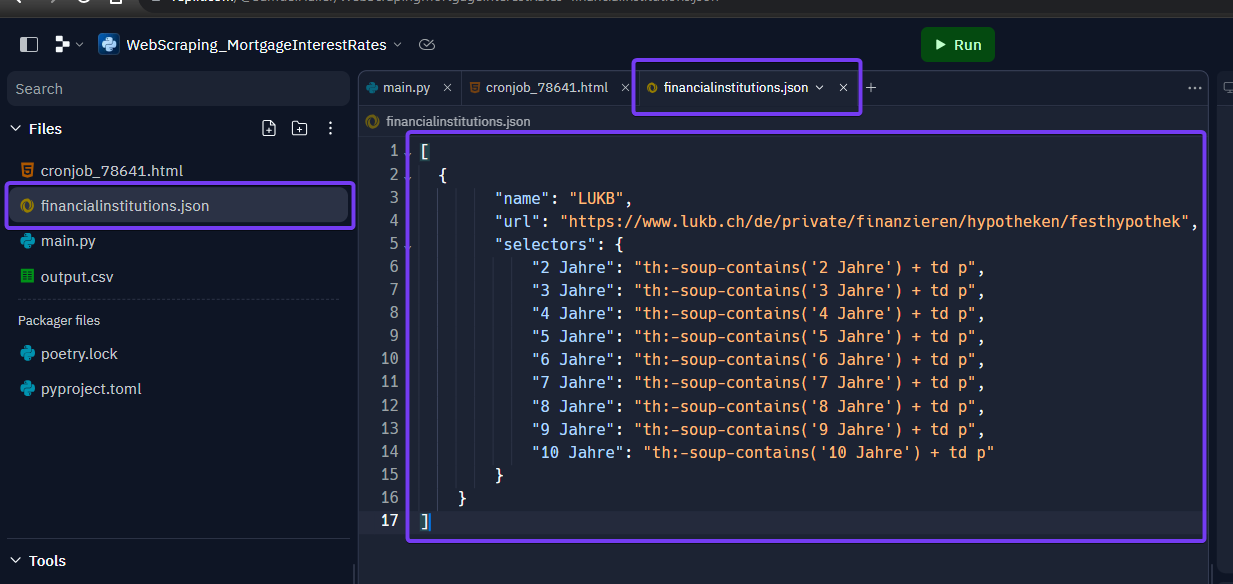 WebScraping_MortgageInterestRates
Run
Search
Files
cronjob_78641.html
financialinstitutions.json
main.py
output.csv
Packager files
poetry.lock
pyproject.toml
Tools
main.py
cronjob_78641.html
financialinstitutions.json
financialinstitutions.json
1 [
2 {
3 "name": "LUKB",
4 "url": "https://www.lukb.ch/de/private/finanzieren/hypotheken/festhypothek",
5 "selectors": {
6 "2 Jahre": "th:-soup-contains('2 Jahre') + td p",
7 "3 Jahre": "th:-soup-contains('3 Jahre') + td p",
8 "4 Jahre": "th:-soup-contains('4 Jahre') + td p",
9 "5 Jahre": "th:-soup-contains('5 Jahre') + td p",
10 "6 Jahre": "th:-soup-contains('6 Jahre') + td p",
11 "7 Jahre": "th:-soup-contains('7 Jahre') + td p",
12 "8 Jahre": "th:-soup-contains('8 Jahre') + td p",
13 "9 Jahre": "th:-soup-contains('9 Jahre') + td p",
14 "10 Jahre": "th:-soup-contains('10 Jahre') + td p"
15 }
16 }
17 ]